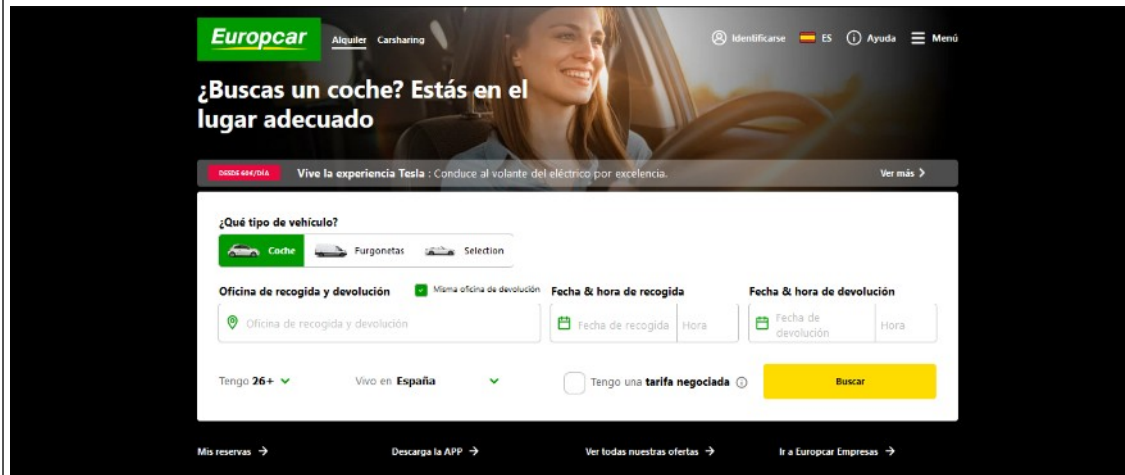 Europcar
Alquiler Carsharing
Identificarse ES Ayuda Menú
¿Buscas un coche? Estás en el
lugar adecuado
DESDE 60€/DÍA Vive la experiencia Tesla : Conduce al volante del eléctrico por excelencia. Ver más
¿Qué tipo de vehículo?
Coche Furgonetas Selection
Oficina de recogida y devolución Misma oficina de devolución Fecha & hora de recogida Fecha & hora de devolución
Oficina de recogida y devolución Fecha de recogida Hora Fecha de
devolución Hora
Tengo 26+ Vivo en España Tengo una tarifa negociada Buscar
Mis reservas → Descarga la APP → Ver todas nuestras ofertas → Ir a Europcar Empresas →